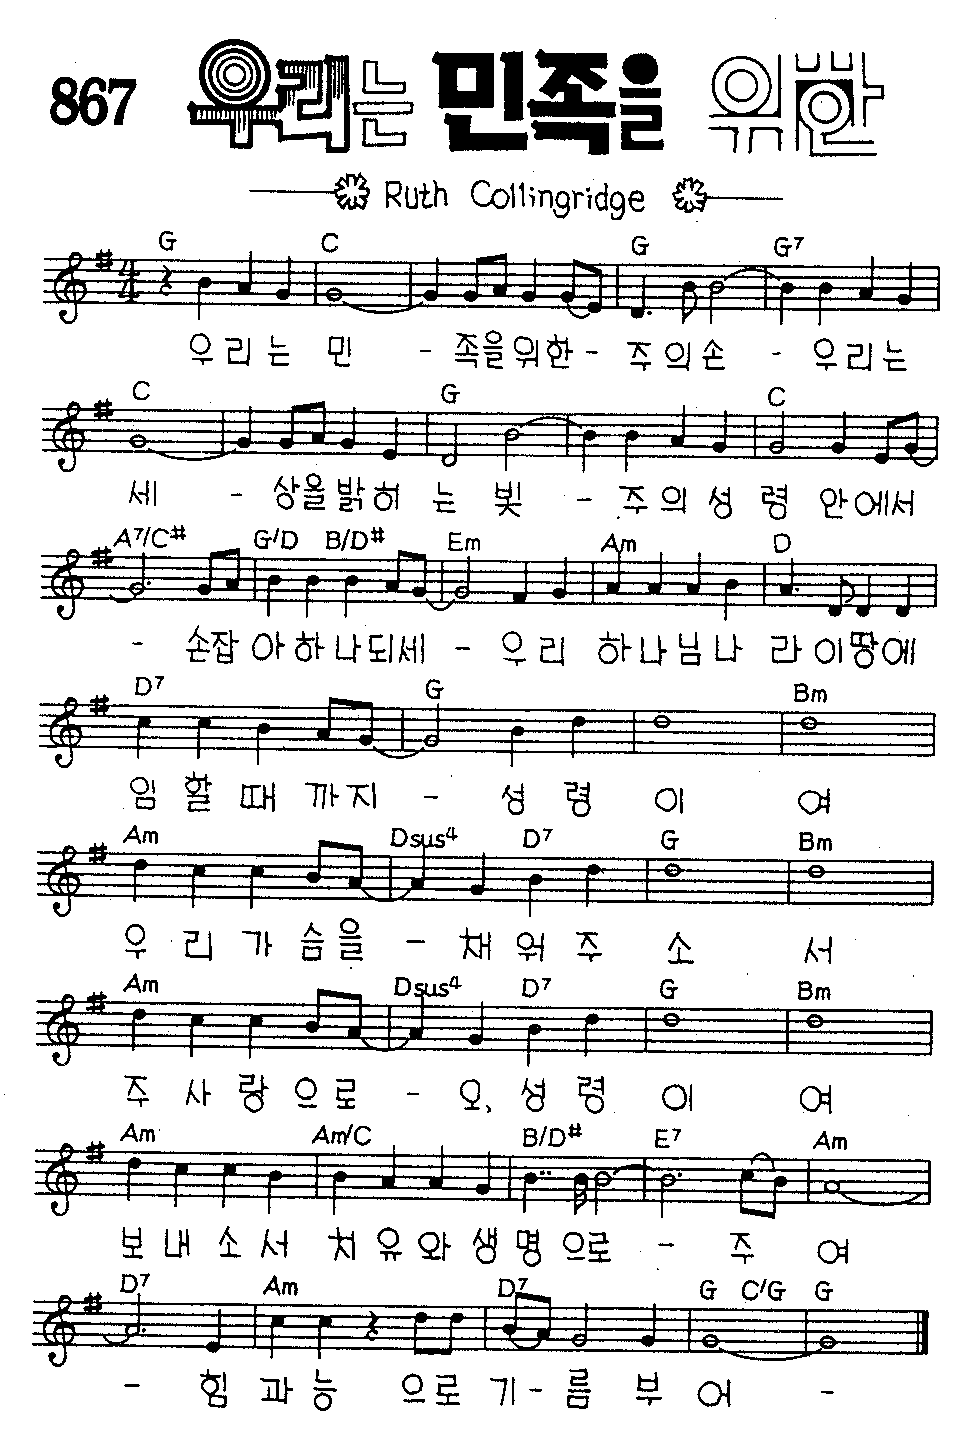 867 우리는 민족을 위한
Ruth Collingridge
G C G G7
우 리 는 민 - 족을위한 - 주 의 손 - 우 리 는
C G C
세 - 상을밝히 는 빛 - 주 의 성 령 안에서
A7/C# G/D B/D# Em Am D
- 손잡 아 하 나 되세 - 우 리 하 나 님 나 라 이땅에
D7 G Bm
임 할 때 까 지 - 성 령 이 여
Am Dsus4 D7 G Bm
우 리 가 슴을 - 채 워 주 소 서
Am Dsus4 D7 G Bm
주 사 랑 으 로 - 오, 성 령 이 여
Am Am/C B/D# E7 Am
보 내 소 서 치 유 와 생 명 으로 - 주 여
D7 Am D7 G C/G G
- 힘 과 능 으로 기 - 름 부 어 -